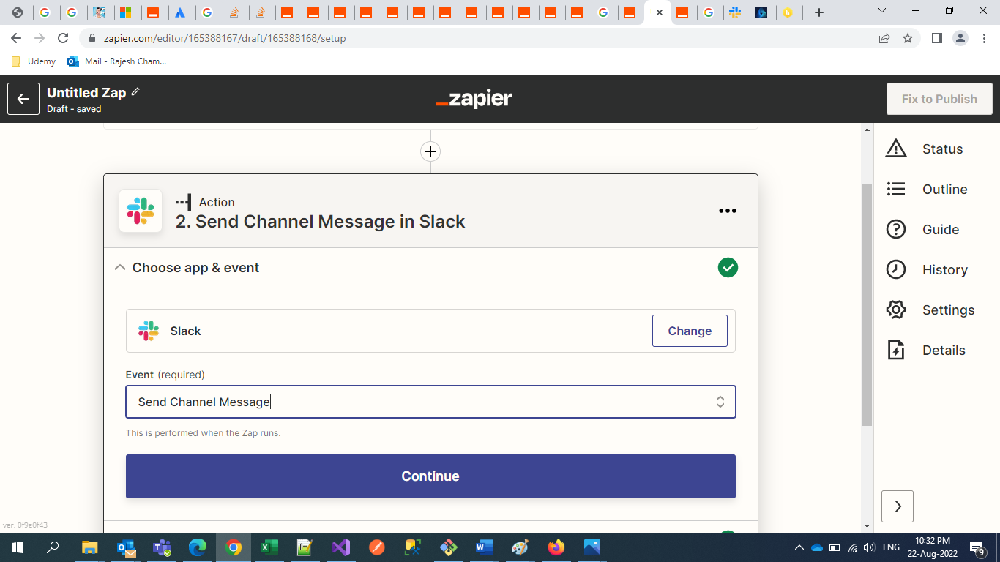 zapier.com/editor/165388167/draft/165388168/setup
Udemy
Mail - Rajesh Cham...
Untitled Zap
Draft - saved
_zapier
Fix to Publish
Action
2. Send Channel Message in Slack
Choose app & event
Slack
Change
Event (required)
Send Channel Message
This is performed when the Zap runs.
Continue
Status
Outline
Guide
History
Settings
Details
ver. 0f9e0f43
ENG
10:32 PM
22-Aug-2022
9